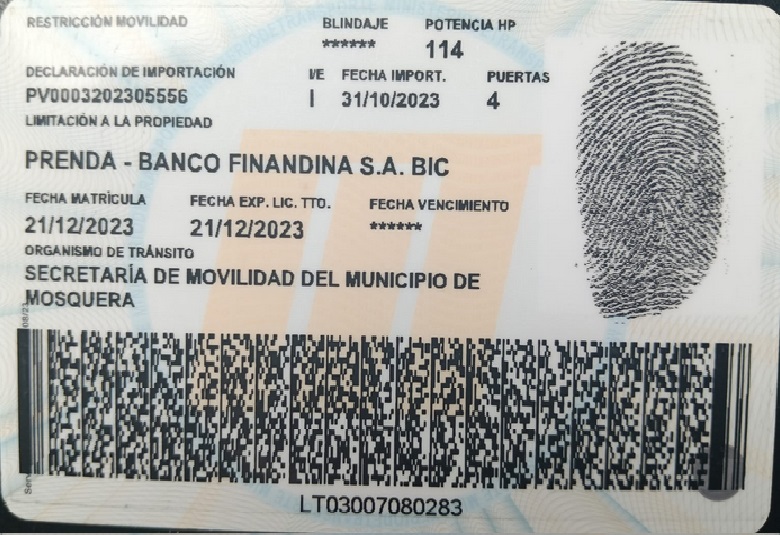 RESTRICCIÓN MOVILIDAD BLINDAJE POTENCIA HP
****** 114
DECLARACIÓN DE IMPORTACIÓN I/E FECHA IMPORT. PUERTAS
PV0003202305556 I 31/10/2023 4
LIMITACIÓN A LA PROPIEDAD
PRENDA - BANCO FINANDINA S.A. BIC
FECHA MATRÍCULA FECHA EXP. LIC. TTO. FECHA VENCIMIENTO
21/12/2023 21/12/2023 ******
ORGANISMO DE TRÁNSITO
SECRETARÍA DE MOVILIDAD DEL MUNICIPIO DE
MOSQUERA
LT03007080283